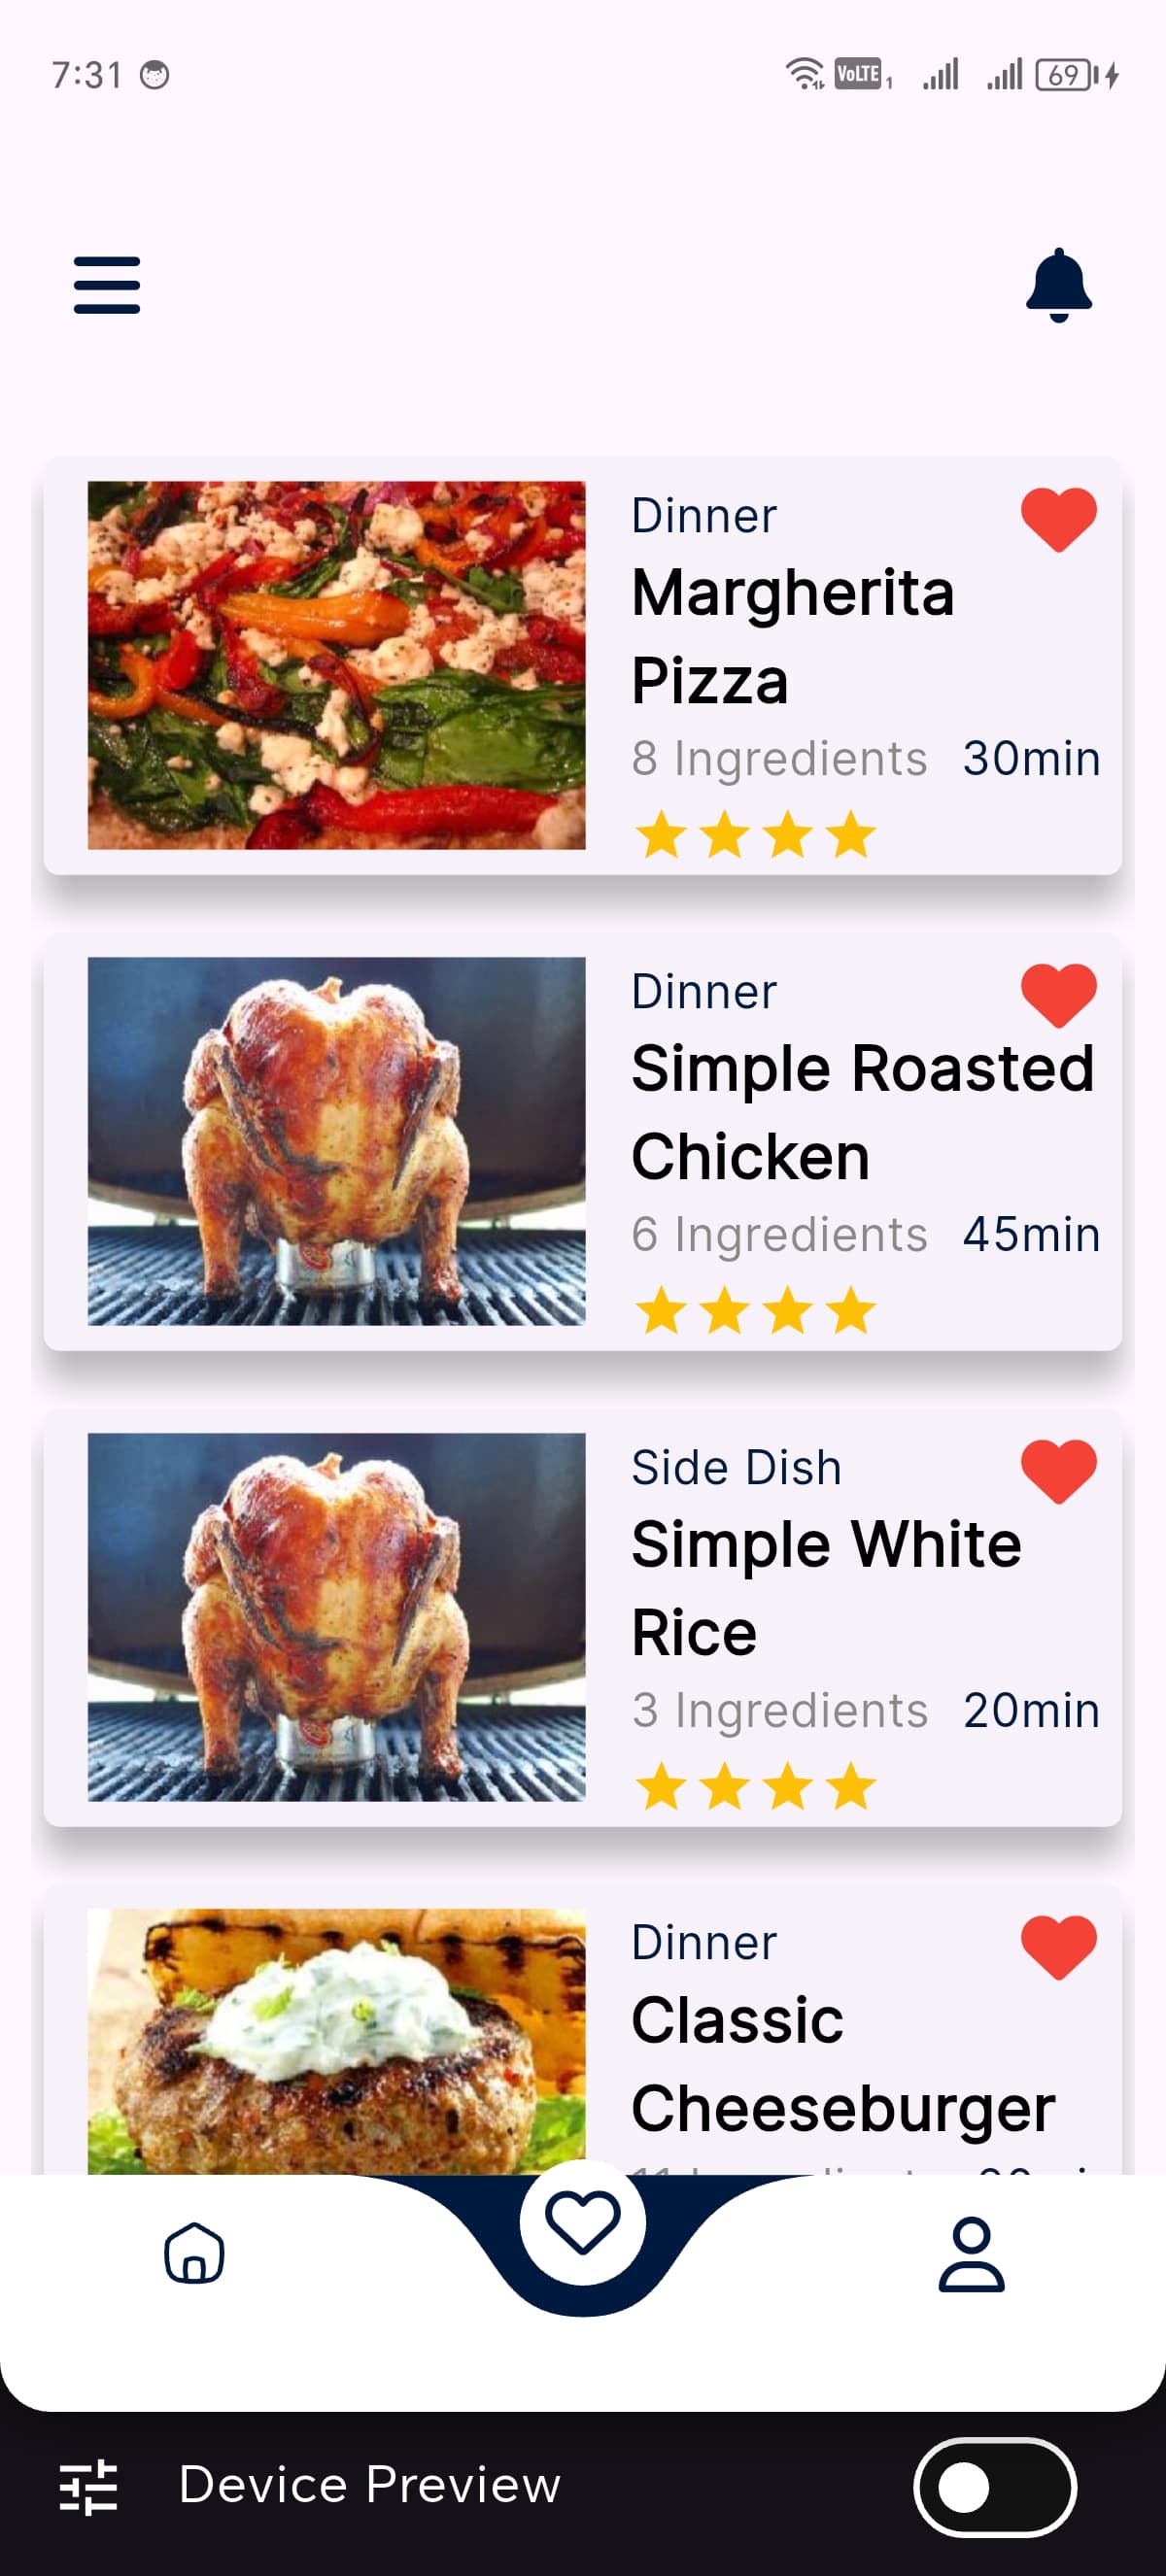 7:31 VoLTE 1 69
Dinner
Margherita
Pizza
8 Ingredients 30min
Dinner
Simple Roasted
Chicken
6 Ingredients 45min
Side Dish
Simple White
Rice
3 Ingredients 20min
Dinner
Classic
Cheeseburger
Device Preview